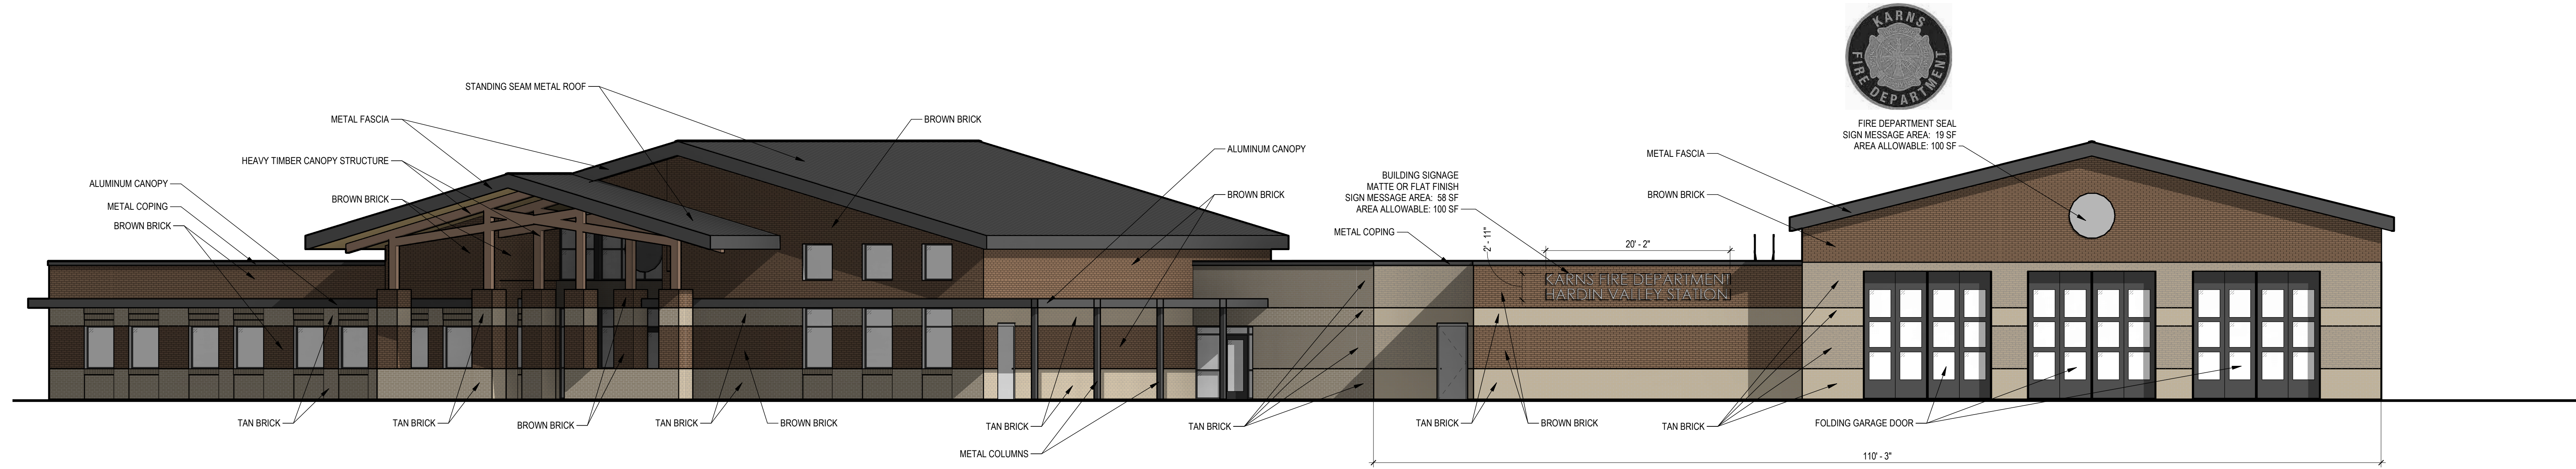 KARNS
FIRE DEPARTMENT
FIRE DEPARTMENT SEAL
SIGN MESSAGE AREA: 19 SF
AREA ALLOWABLE: 100 SF
STANDING SEAM METAL ROOF
METAL FASCIA
HEAVY TIMBER CANOPY STRUCTURE
ALUMINUM CANOPY
METAL COPING
BROWN BRICK
BROWN BRICK
BROWN BRICK
ALUMINUM CANOPY
BROWN BRICK
BUILDING SIGNAGE
MATTE OR FLAT FINISH
SIGN MESSAGE AREA: 58 SF
AREA ALLOWABLE: 100 SF
METAL COPING
2' - 11"
20' - 2"
KARNS FIRE DEPARTMENT
HARDIN VALLEY STATION
METAL FASCIA
BROWN BRICK
TAN BRICK
TAN BRICK
BROWN BRICK
TAN BRICK
BROWN BRICK
TAN BRICK
METAL COLUMNS
TAN BRICK
TAN BRICK
BROWN BRICK
TAN BRICK
FOLDING GARAGE DOOR
110' - 3"